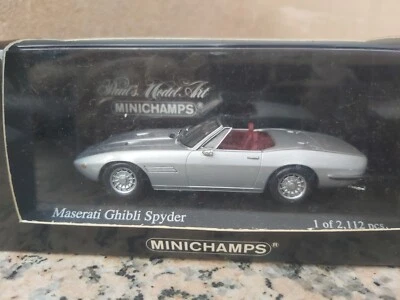 Paul's Model Art
MINICHAMPS
Maserati Ghibli Spyder
1 of 2,112 pcs.
MINICHAMPS